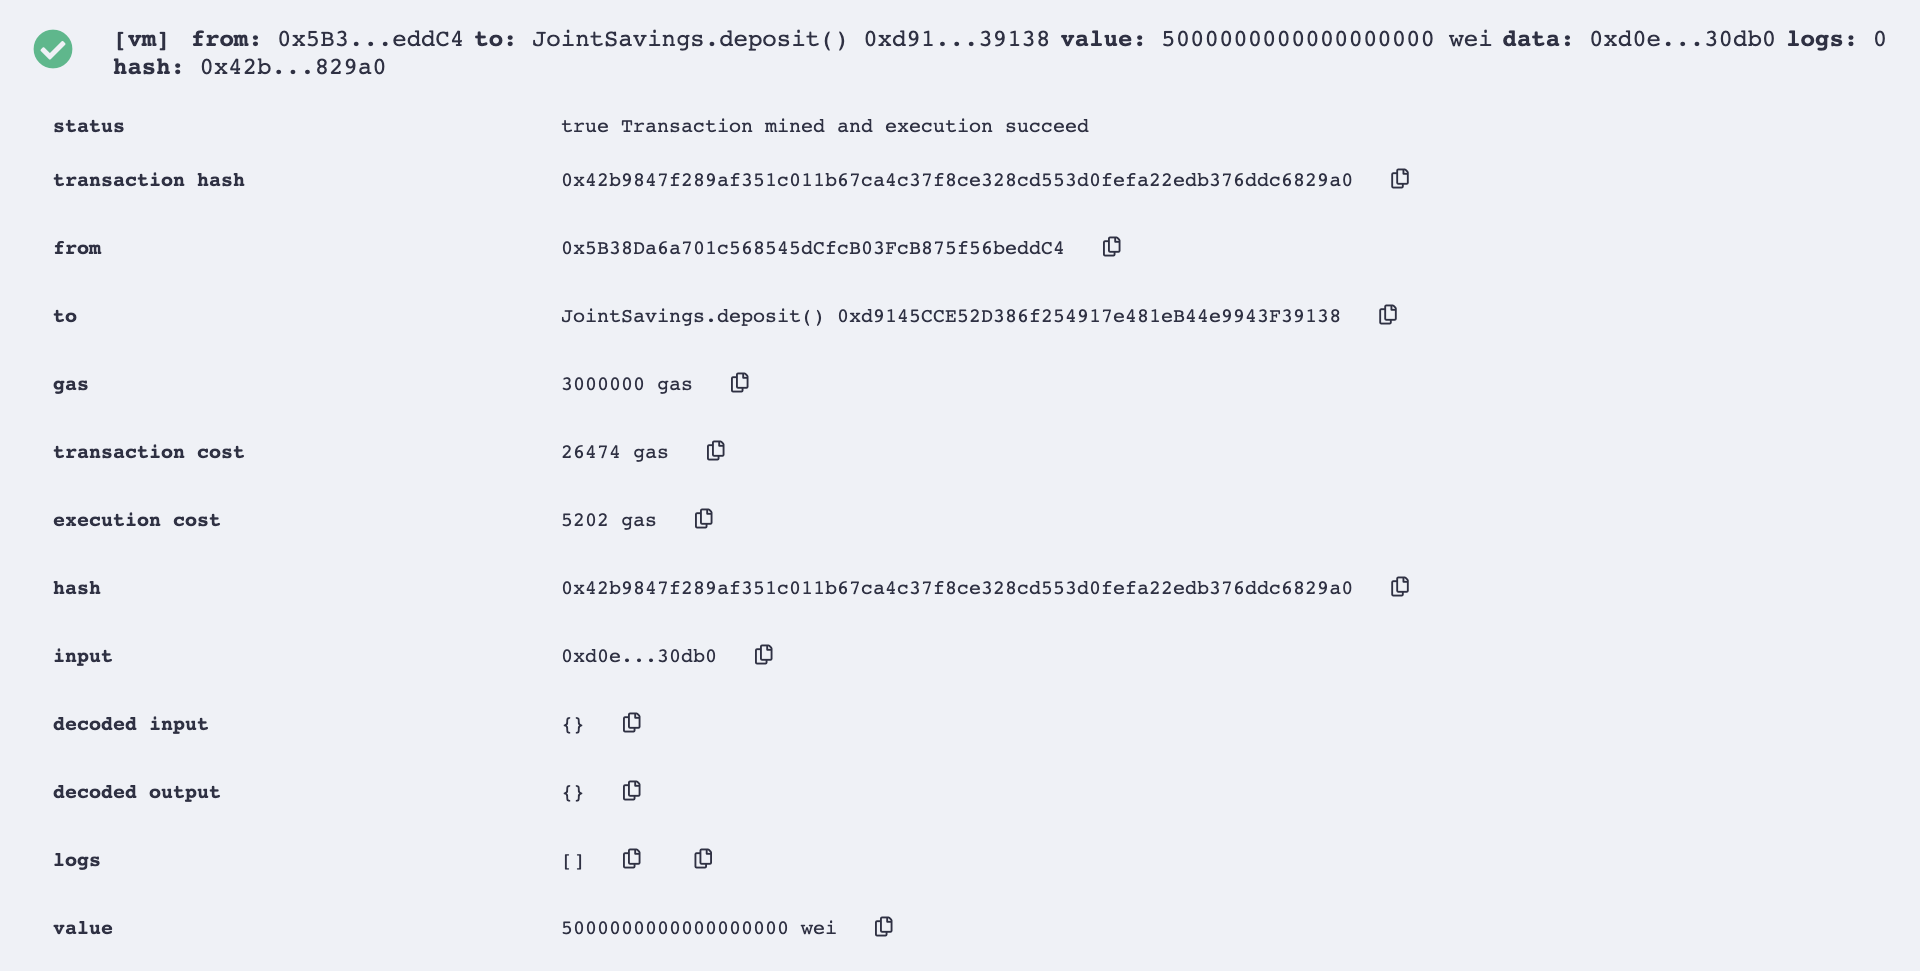 [vm] from: 0x5B3...eddC4 to: JointSavings.deposit() 0xd91...39138 value: 5000000000000000000 wei data: 0xd0e...30db0 logs: 0
hash: 0x42b...829a0
status true Transaction mined and execution succeed
transaction hash 0x42b9847f289af351c011b67ca4c37f8ce328cd553d0fefa22edb376ddc6829a0
from 0x5B38Da6a701c568545dCfcB03FcB875f56beddC4
to JointSavings.deposit() 0xd9145CCE52D386f254917e481eB44e9943F39138
gas 3000000 gas
transaction cost 26474 gas
execution cost 5202 gas
hash 0x42b9847f289af351c011b67ca4c37f8ce328cd553d0fefa22edb376ddc6829a0
input 0xd0e...30db0
decoded input {}
decoded output {}
logs []
value 5000000000000000000 wei